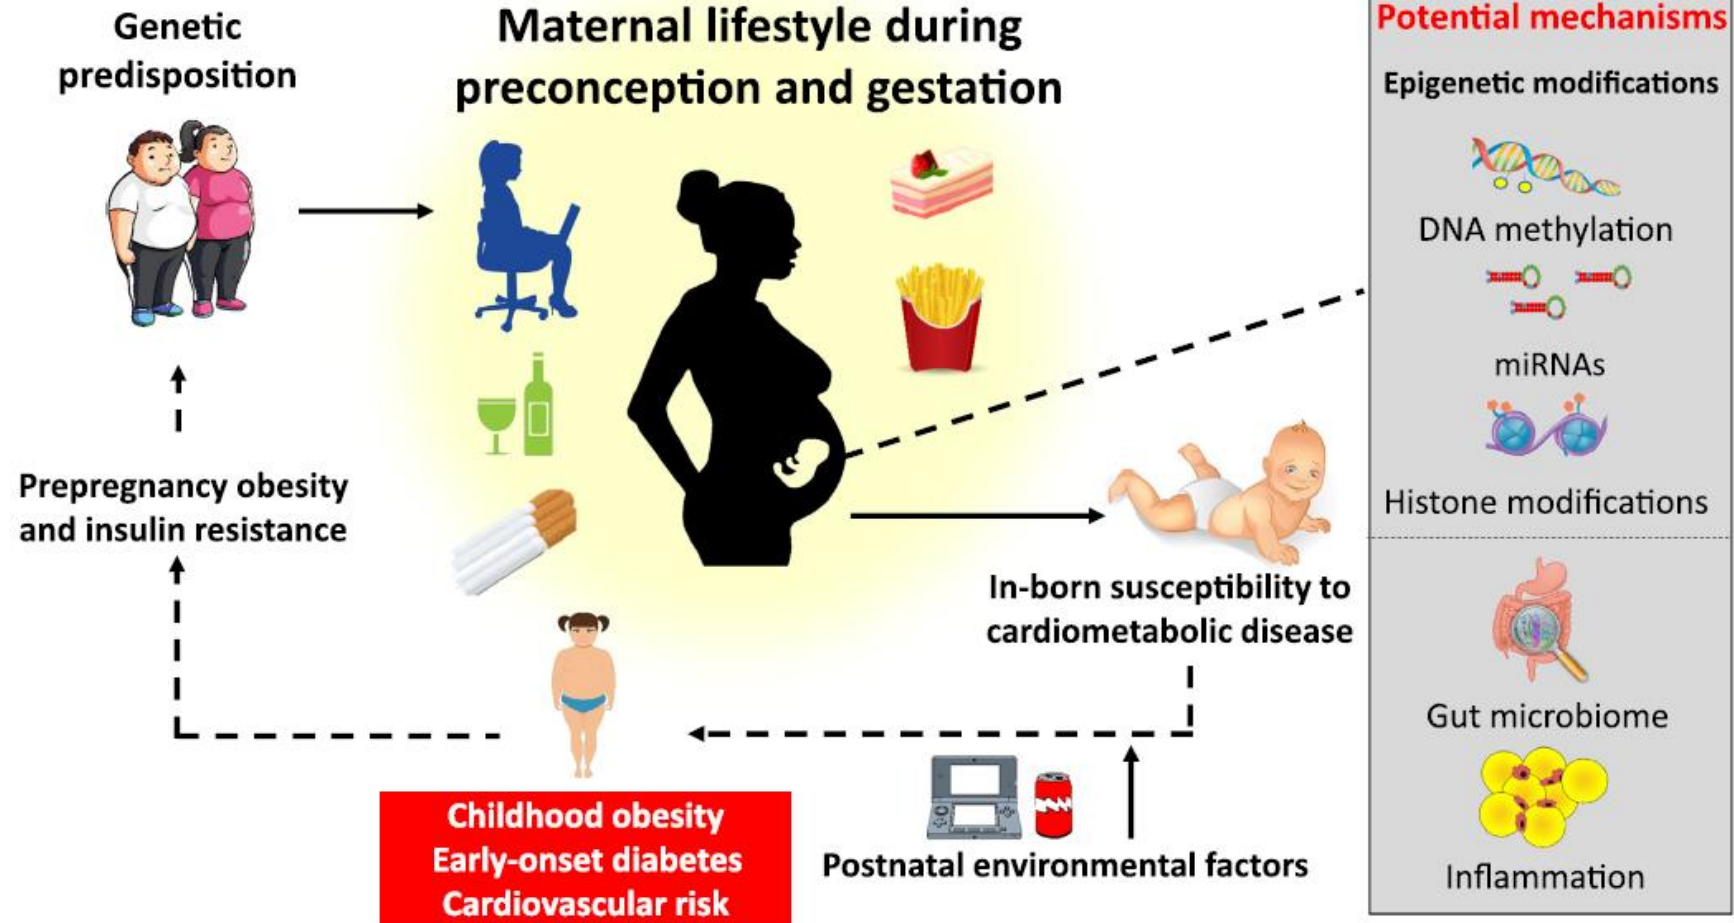 Genetic
predisposition
Maternal lifestyle during
preconception and gestation
Potential mechanisms
Epigenetic modifications
DNA methylation
miRNAs
Histone modifications
Gut microbiome
Inflammation
Prepregnancy obesity
and insulin resistance
In-born susceptibility to
cardiometabolic disease
Childhood obesity
Early-onset diabetes
Cardiovascular risk
Postnatal environmental factors